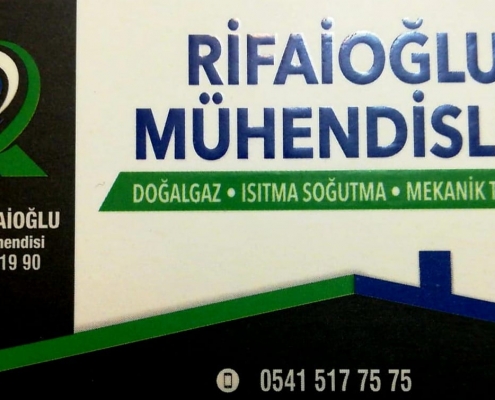 RİFAİOĞLU
MÜHENDİSL
DOĞALGAZ • ISITMA SOĞUTMA • MEKANİK T
AİOĞLU
hendisi
19 90
0541 517 75 75